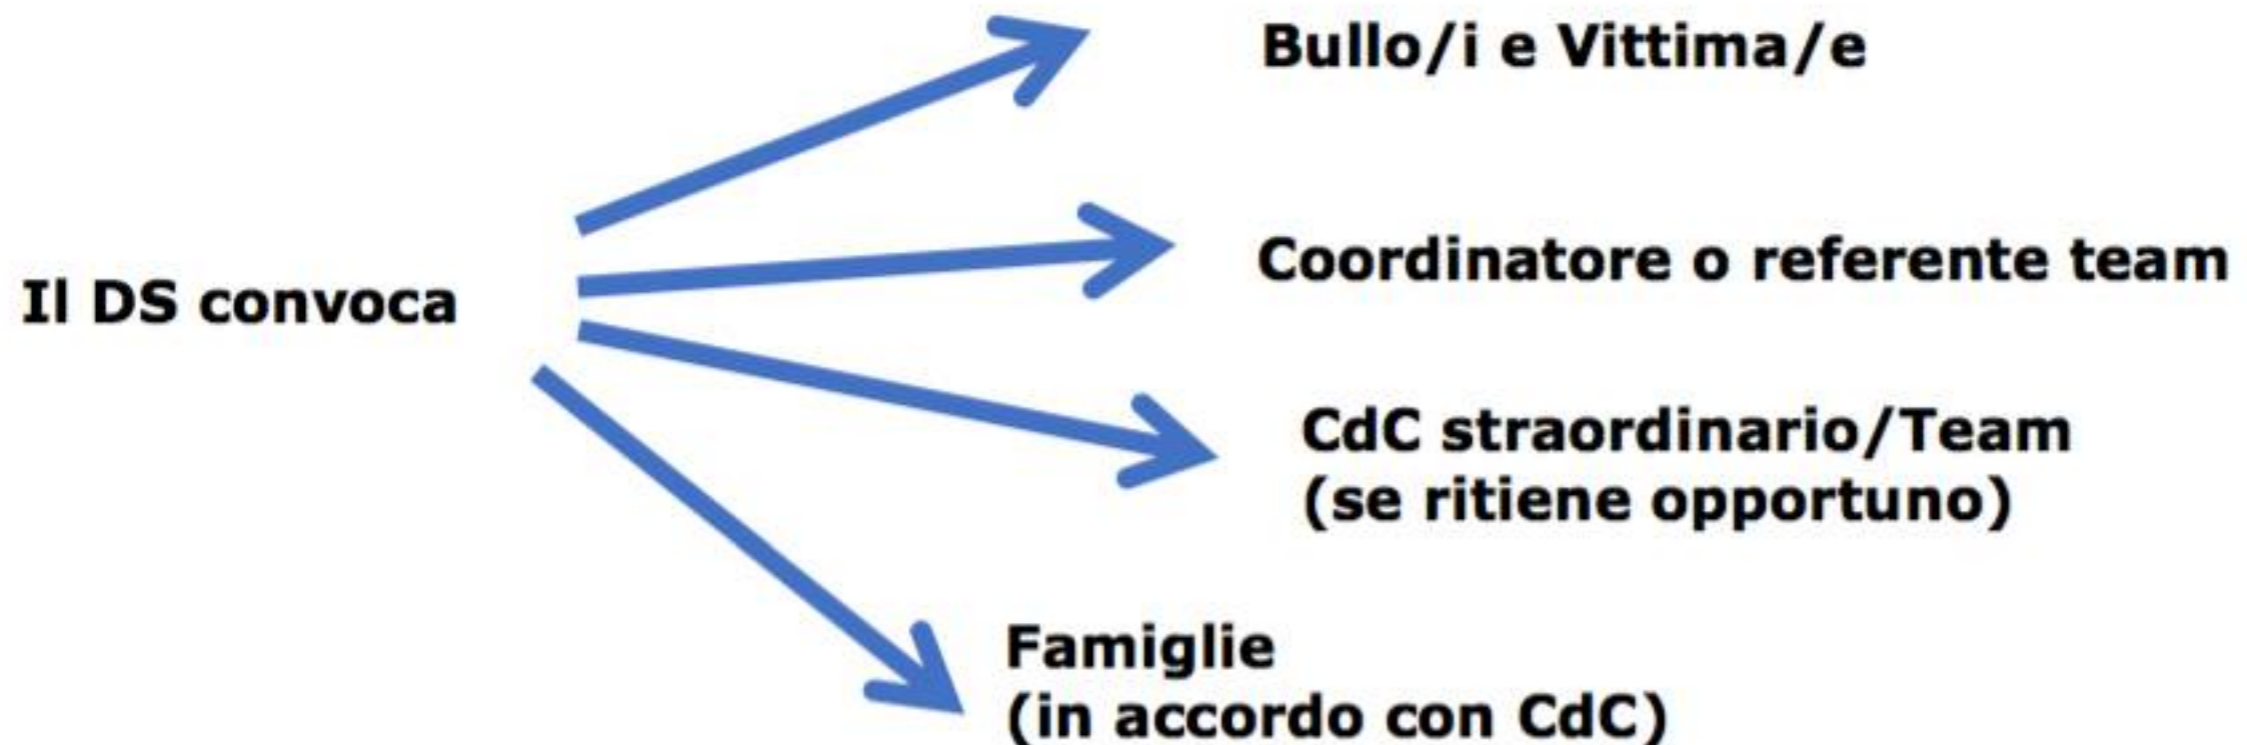 Bullo/i e Vittima/e
Coordinatore o referente team
Il DS convoca
CdC straordinario/Team
(se ritiene opportuno)
Famiglie
(in accordo con CdC)